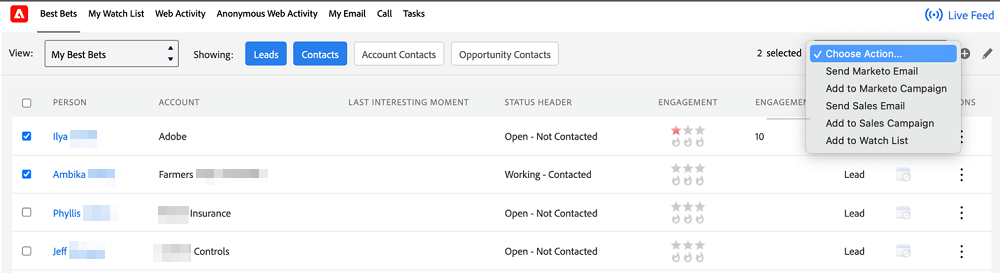 Best Bets My Watch List Web Activity Anonymous Web Activity My Email Call Tasks Live Feed
View: My Best Bets Showing: Leads Contacts Account Contacts Opportunity Contacts 2 selected
Choose Action...
Send Marketo Email
Add to Marketo Campaign
Send Sales Email
Add to Sales Campaign
Add to Watch List
PERSON ACCOUNT LAST INTERESTING MOMENT STATUS HEADER ENGAGEMENT
Ilya Adobe Open - Not Contacted 10
Ambika Farmers Working - Contacted Lead
Phyllis Insurance Open - Not Contacted Lead
Jeff Controls Open - Not Contacted Lead